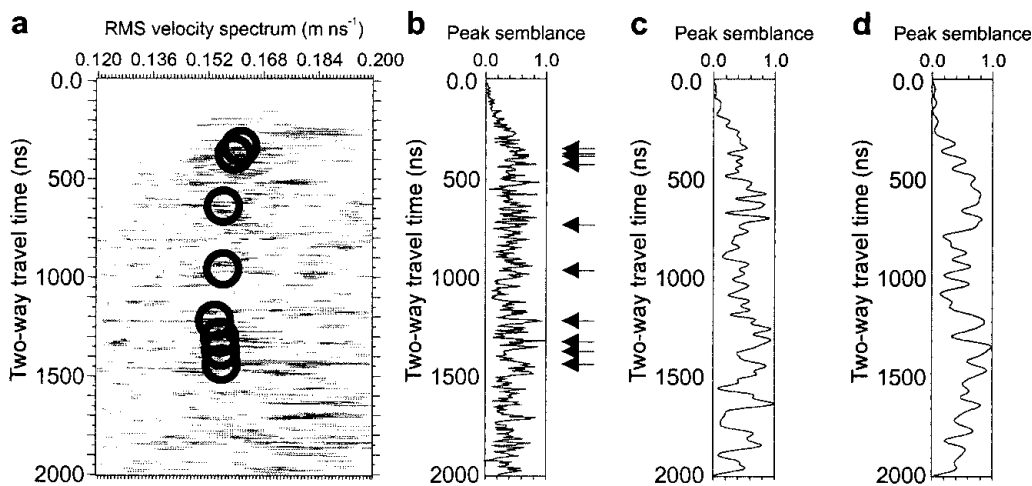 a
RMS velocity spectrum (m ns⁻¹)
0.120 0.136 0.152 0.168 0.184 0.200
0.0
500
1000
1500
2000
Two-way travel time (ns)
b
Peak semblance
0.0 1.0
0.0
500
1000
1500
2000
Two-way travel time (ns)
c
Peak semblance
0.0 1.0
0.0
500
1000
1500
2000
Two-way travel time (ns)
d
Peak semblance
0.0 1.0
0.0
500
1000
1500
2000
Two-way travel time (ns)